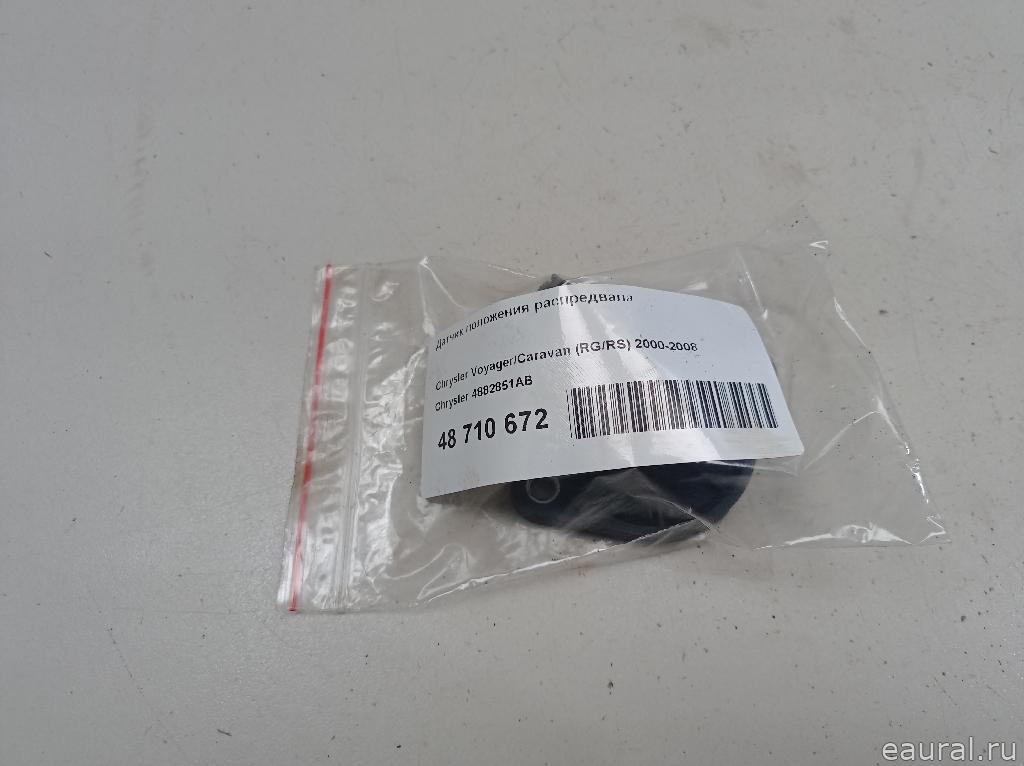 Датчик положения распредвала
Chrysler Voyager/Caravan (RG/RS) 2000-2008
Chrysler 4882851AB
48 710 672
eaural.ru